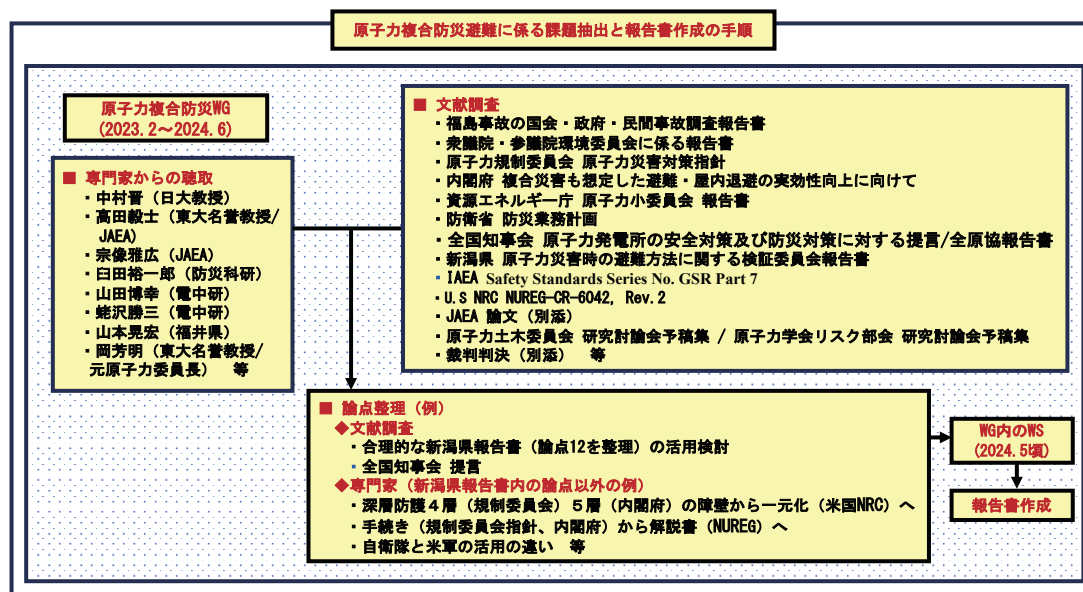 原子力複合防災避難に係る課題抽出と報告書作成の手順
原子力複合防災WG
(2023.2～2024.6)
■ 専門家からの聴取
・中村晋（日大教授）
・高田毅士（東大名誉教授/
JAEA）
・宗像雅広（JAEA）
・臼田裕一郎（防災科研）
・山田博幸（電中研）
・蛯沢勝三（電中研）
・山本晃宏（福井県）
・岡芳明（東大名誉教授/
元原子力委員長） 等
■ 文献調査
・福島事故の国会・政府・民間事故調査報告書
・衆議院・参議院環境委員会に係る報告書
・原子力規制委員会 原子力災害対策指針
・内閣府 複合災害も想定した避難・屋内退避の実効性向上に向けて
・資源エネルギー庁 原子力小委員会 報告書
・防衛省 防災業務計画
・全国知事会 原子力発電所の安全対策及び防災対策に対する提言/全原協報告書
・新潟県 原子力災害時の避難方法に関する検証委員会報告書
・IAEA Safety Standards Series No. GSR Part 7
・U.S NRC NUREG-CR-6042, Rev.2
・JAEA 論文（別添）
・原子力土木委員会 研究討論会予稿集 / 原子力学会リスク部会 研究討論会予稿集
・裁判判決（別添） 等
■ 論点整理（例）
◆文献調査
・合理的な新潟県報告書（論点12を整理）の活用検討
・全国知事会 提言
◆専門家（新潟県報告書内の論点以外の例）
・深層防護４層（規制委員会）５層（内閣府）の障壁から一元化（米国NRC）へ
・手続き（規制委員会指針、内閣府）から解説書（NUREG）へ
・自衛隊と米軍の活用の違い 等
WG内のWS
(2024.5頃)
報告書作成